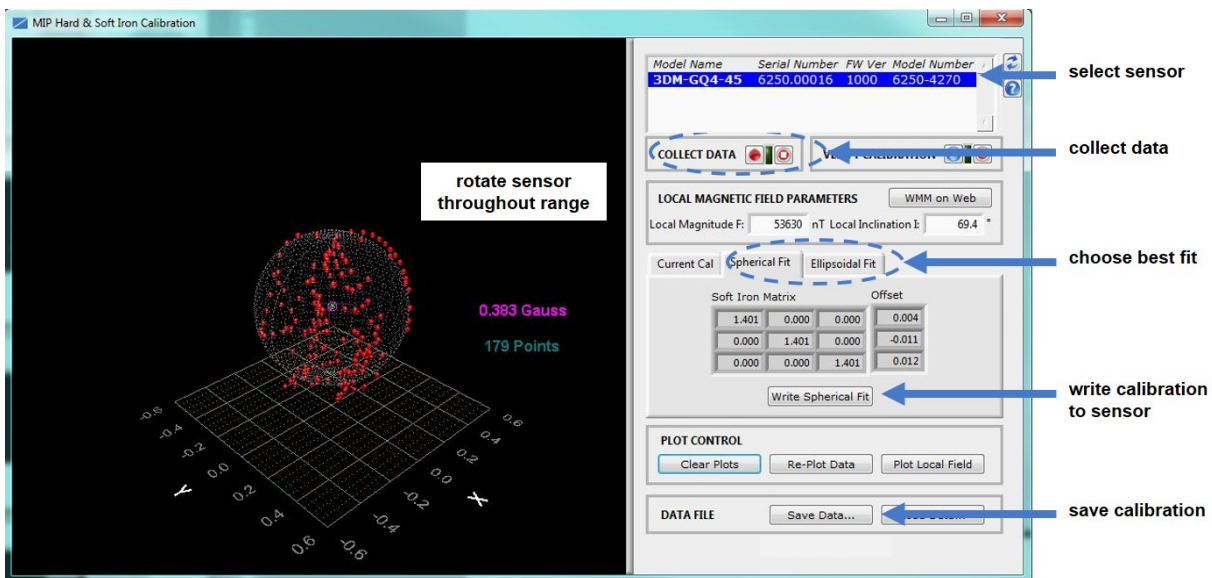 MIP Hard & Soft Iron Calibration
Model Name Serial Number FW Ver Model Number
3DM-GQ4-45 6250.00016 1000 6250-4270
select sensor
COLLECT DATA
CALIBRATION
collect data
rotate sensor
throughout range
LOCAL MAGNETIC FIELD PARAMETERS WMM on Web
Local Magnitude F: 53630 nT Local Inclination I: 69.4 °
Current Cal Spherical Fit Ellipsoidal Fit
choose best fit
Soft Iron Matrix Offset
1.401 0.000 0.000 0.004
0.000 1.401 0.000 -0.011
0.000 0.000 1.401 0.012
0.383 Gauss
179 Points
Write Spherical Fit
write calibration
to sensor
PLOT CONTROL
Clear Plots Re-Plot Data Plot Local Field
DATA FILE Save Data...
save calibration
-0.6 -0.4 -0.2 0.0 0.2 0.4 0.6
Y
0.6 0.4 0.2 0.0 -0.2 -0.4 -0.6
X